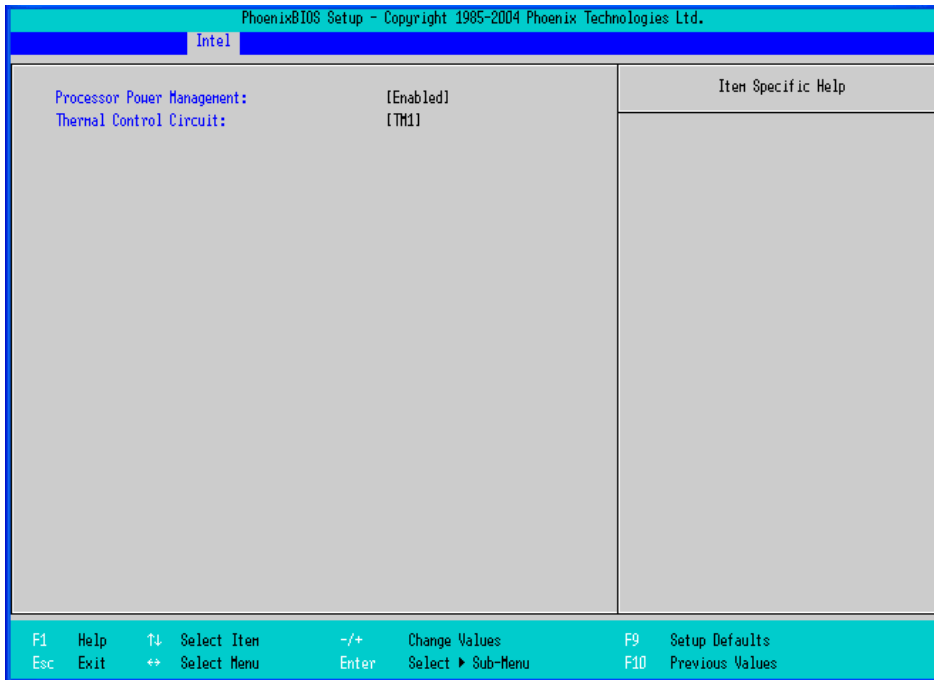 PhoenixBIOS Setup - Copyright 1985-2004 Phoenix Technologies Ltd.
Intel
Processor Power Management: [Enabled]
Thermal Control Circuit: [TM1]
Item Specific Help
F1 Help ↑↓ Select Item -/+ Change Values F9 Setup Defaults
Esc Exit ↔ Select Menu Enter Select ▶ Sub-Menu F10 Previous Values